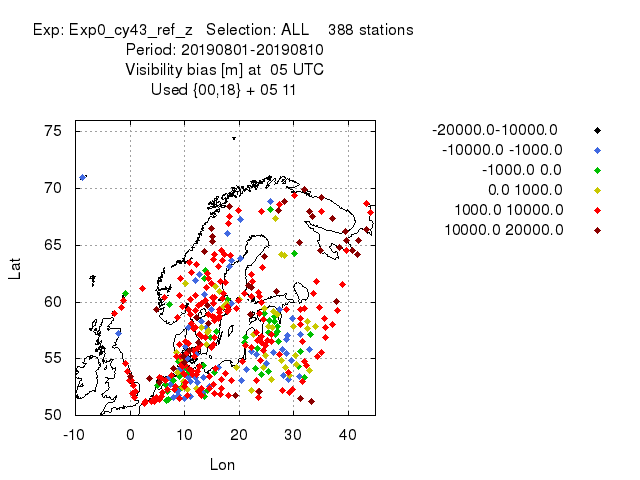 Exp: Exp0_cy43_ref_z   Selection: ALL    388 stations
Period: 20190801-20190810
Visibility bias [m] at  05 UTC
Used {00,18} + 05 11
-20000.0-10000.0
-10000.0 -1000.0
-1000.0 0.0
0.0 1000.0
1000.0 10000.0
10000.0 20000.0
75
70
65
60
55
50
Lat
-10 0 10 20 30 40
Lon